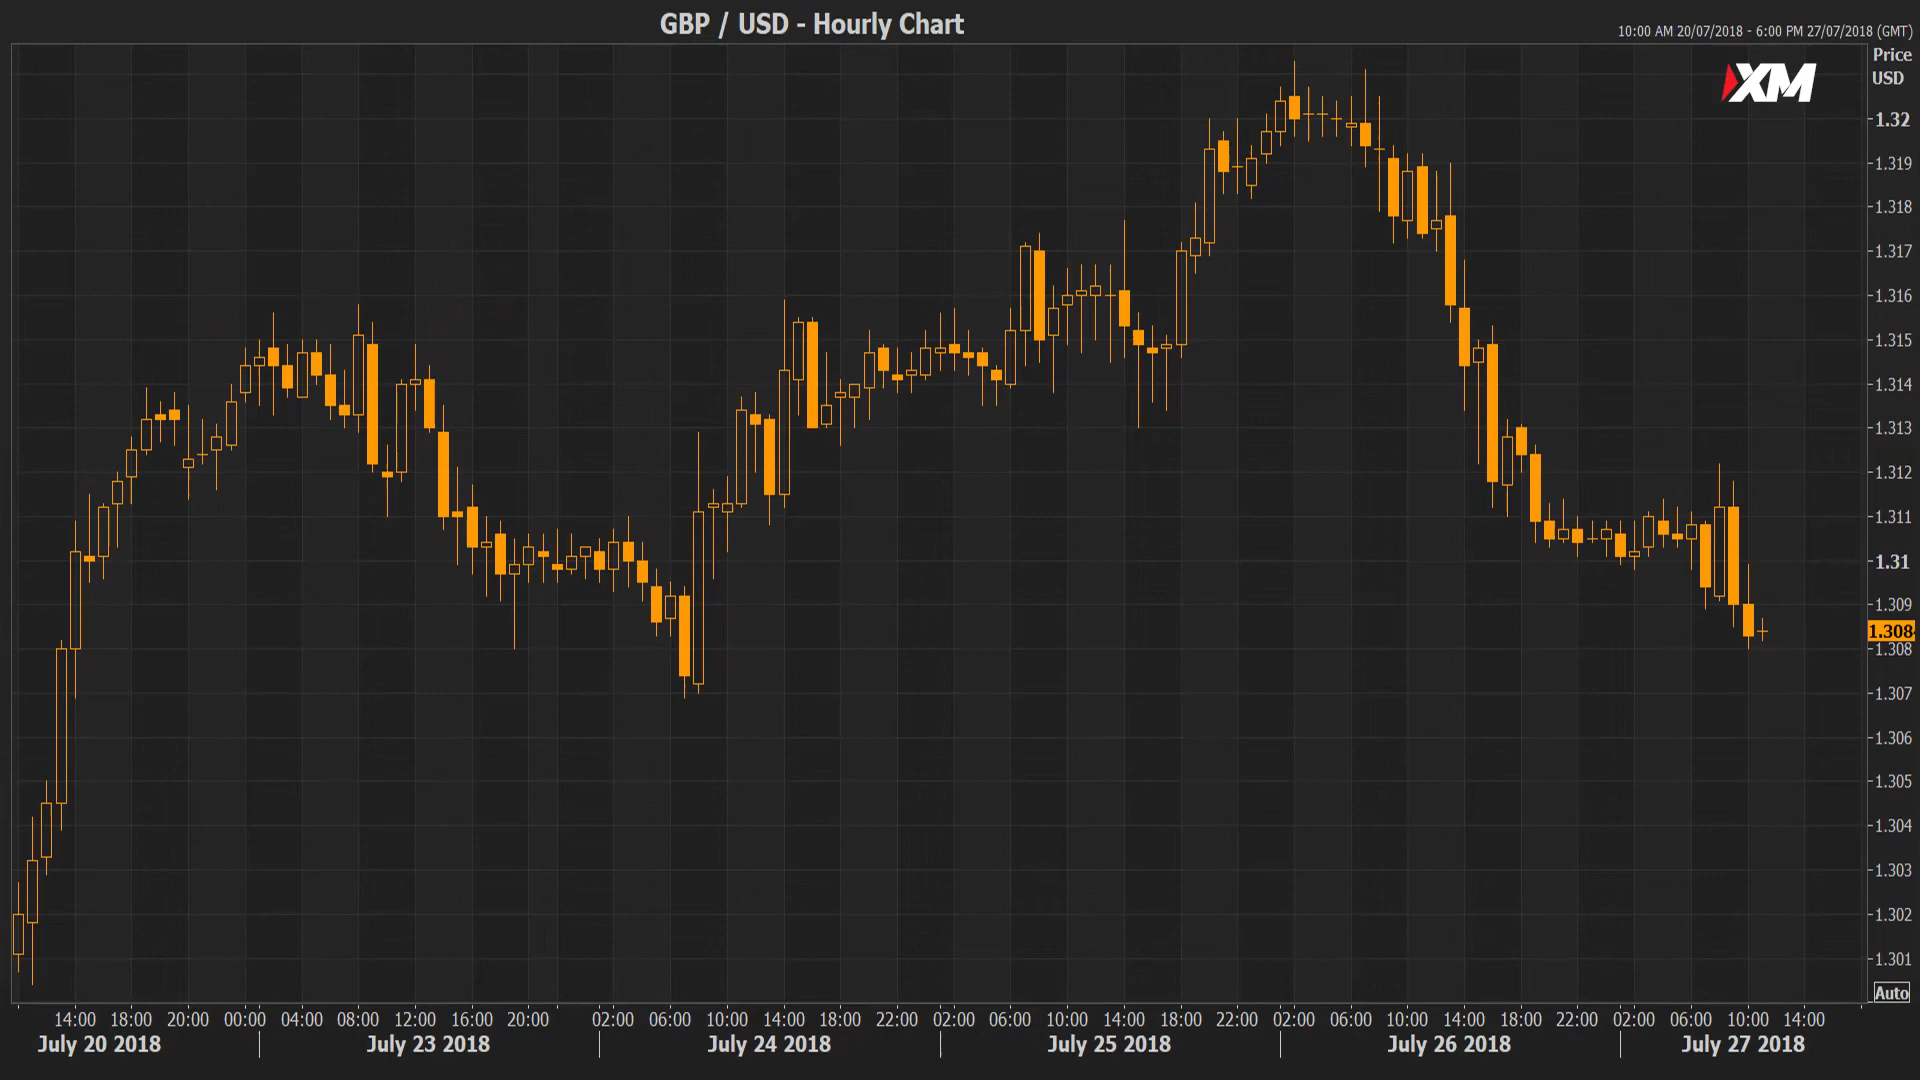 GBP / USD - Hourly Chart
10:00 AM 20/07/2018 - 6:00 PM 27/07/2018 (GMT)
Price
USD
XM
1.32
1.319
1.318
1.317
1.316
1.315
1.314
1.313
1.312
1.311
1.31
1.309
1.308
1.308
1.307
1.306
1.305
1.304
1.303
1.302
1.301
Auto
14:00 18:00 20:00 00:00 04:00 08:00 12:00 16:00 20:00 02:00 06:00 10:00 14:00 18:00 22:00 02:00 06:00 10:00 14:00 18:00 22:00 02:00 06:00 10:00 14:00 18:00 22:00 02:00 06:00 10:00 14:00
July 20 2018 July 23 2018 July 24 2018 July 25 2018 July 26 2018 July 27 2018